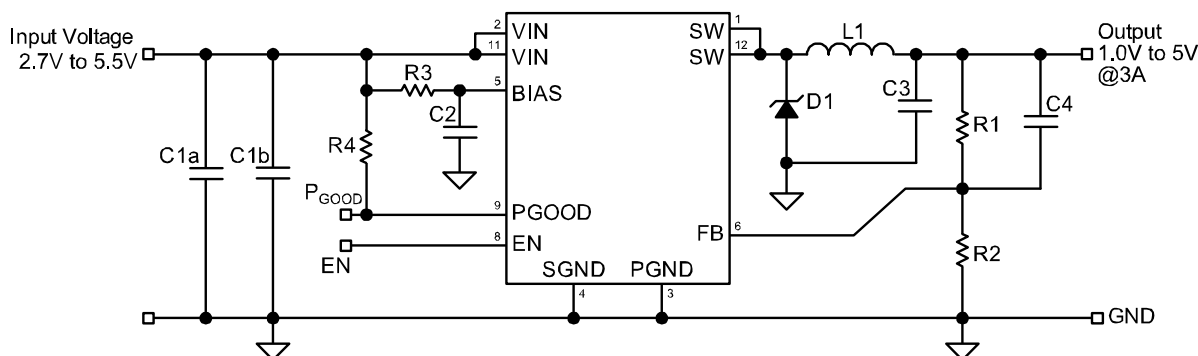 Input Voltage
2.7V to 5.5V
2
VIN
11
VIN
R3
5
BIAS
C2
R4
C1a
C1b
PGOOD
9
PGOOD
8
EN
EN
SGND
PGND
4
3
1
SW
12
SW
L1
D1
C3
R1
C4
6
FB
R2
Output
1.0V to 5V
@3A
GND